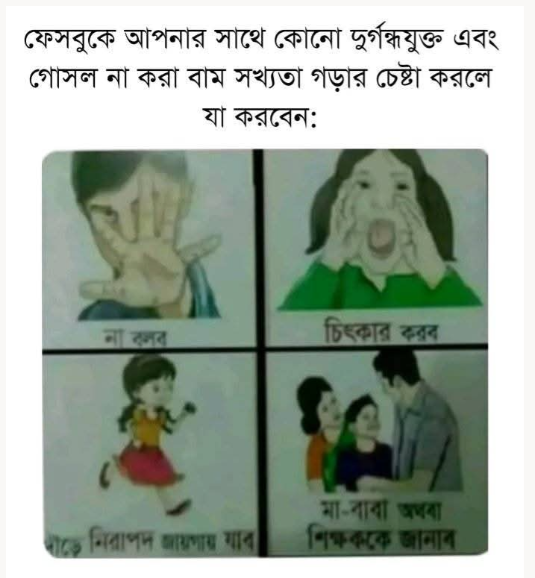 ফেসবুকে আপনার সাথে কোনো দুর্গন্ধযুক্ত এবং
গোসল না করা বাম সখ্যতা গড়ার চেষ্টা করলে
যা করবেন:
না বলব
চিৎকার করব
দৌড়ে নিরাপদ জায়গায় যাব
মা-বাবা অথবা
শিক্ষককে জানাব